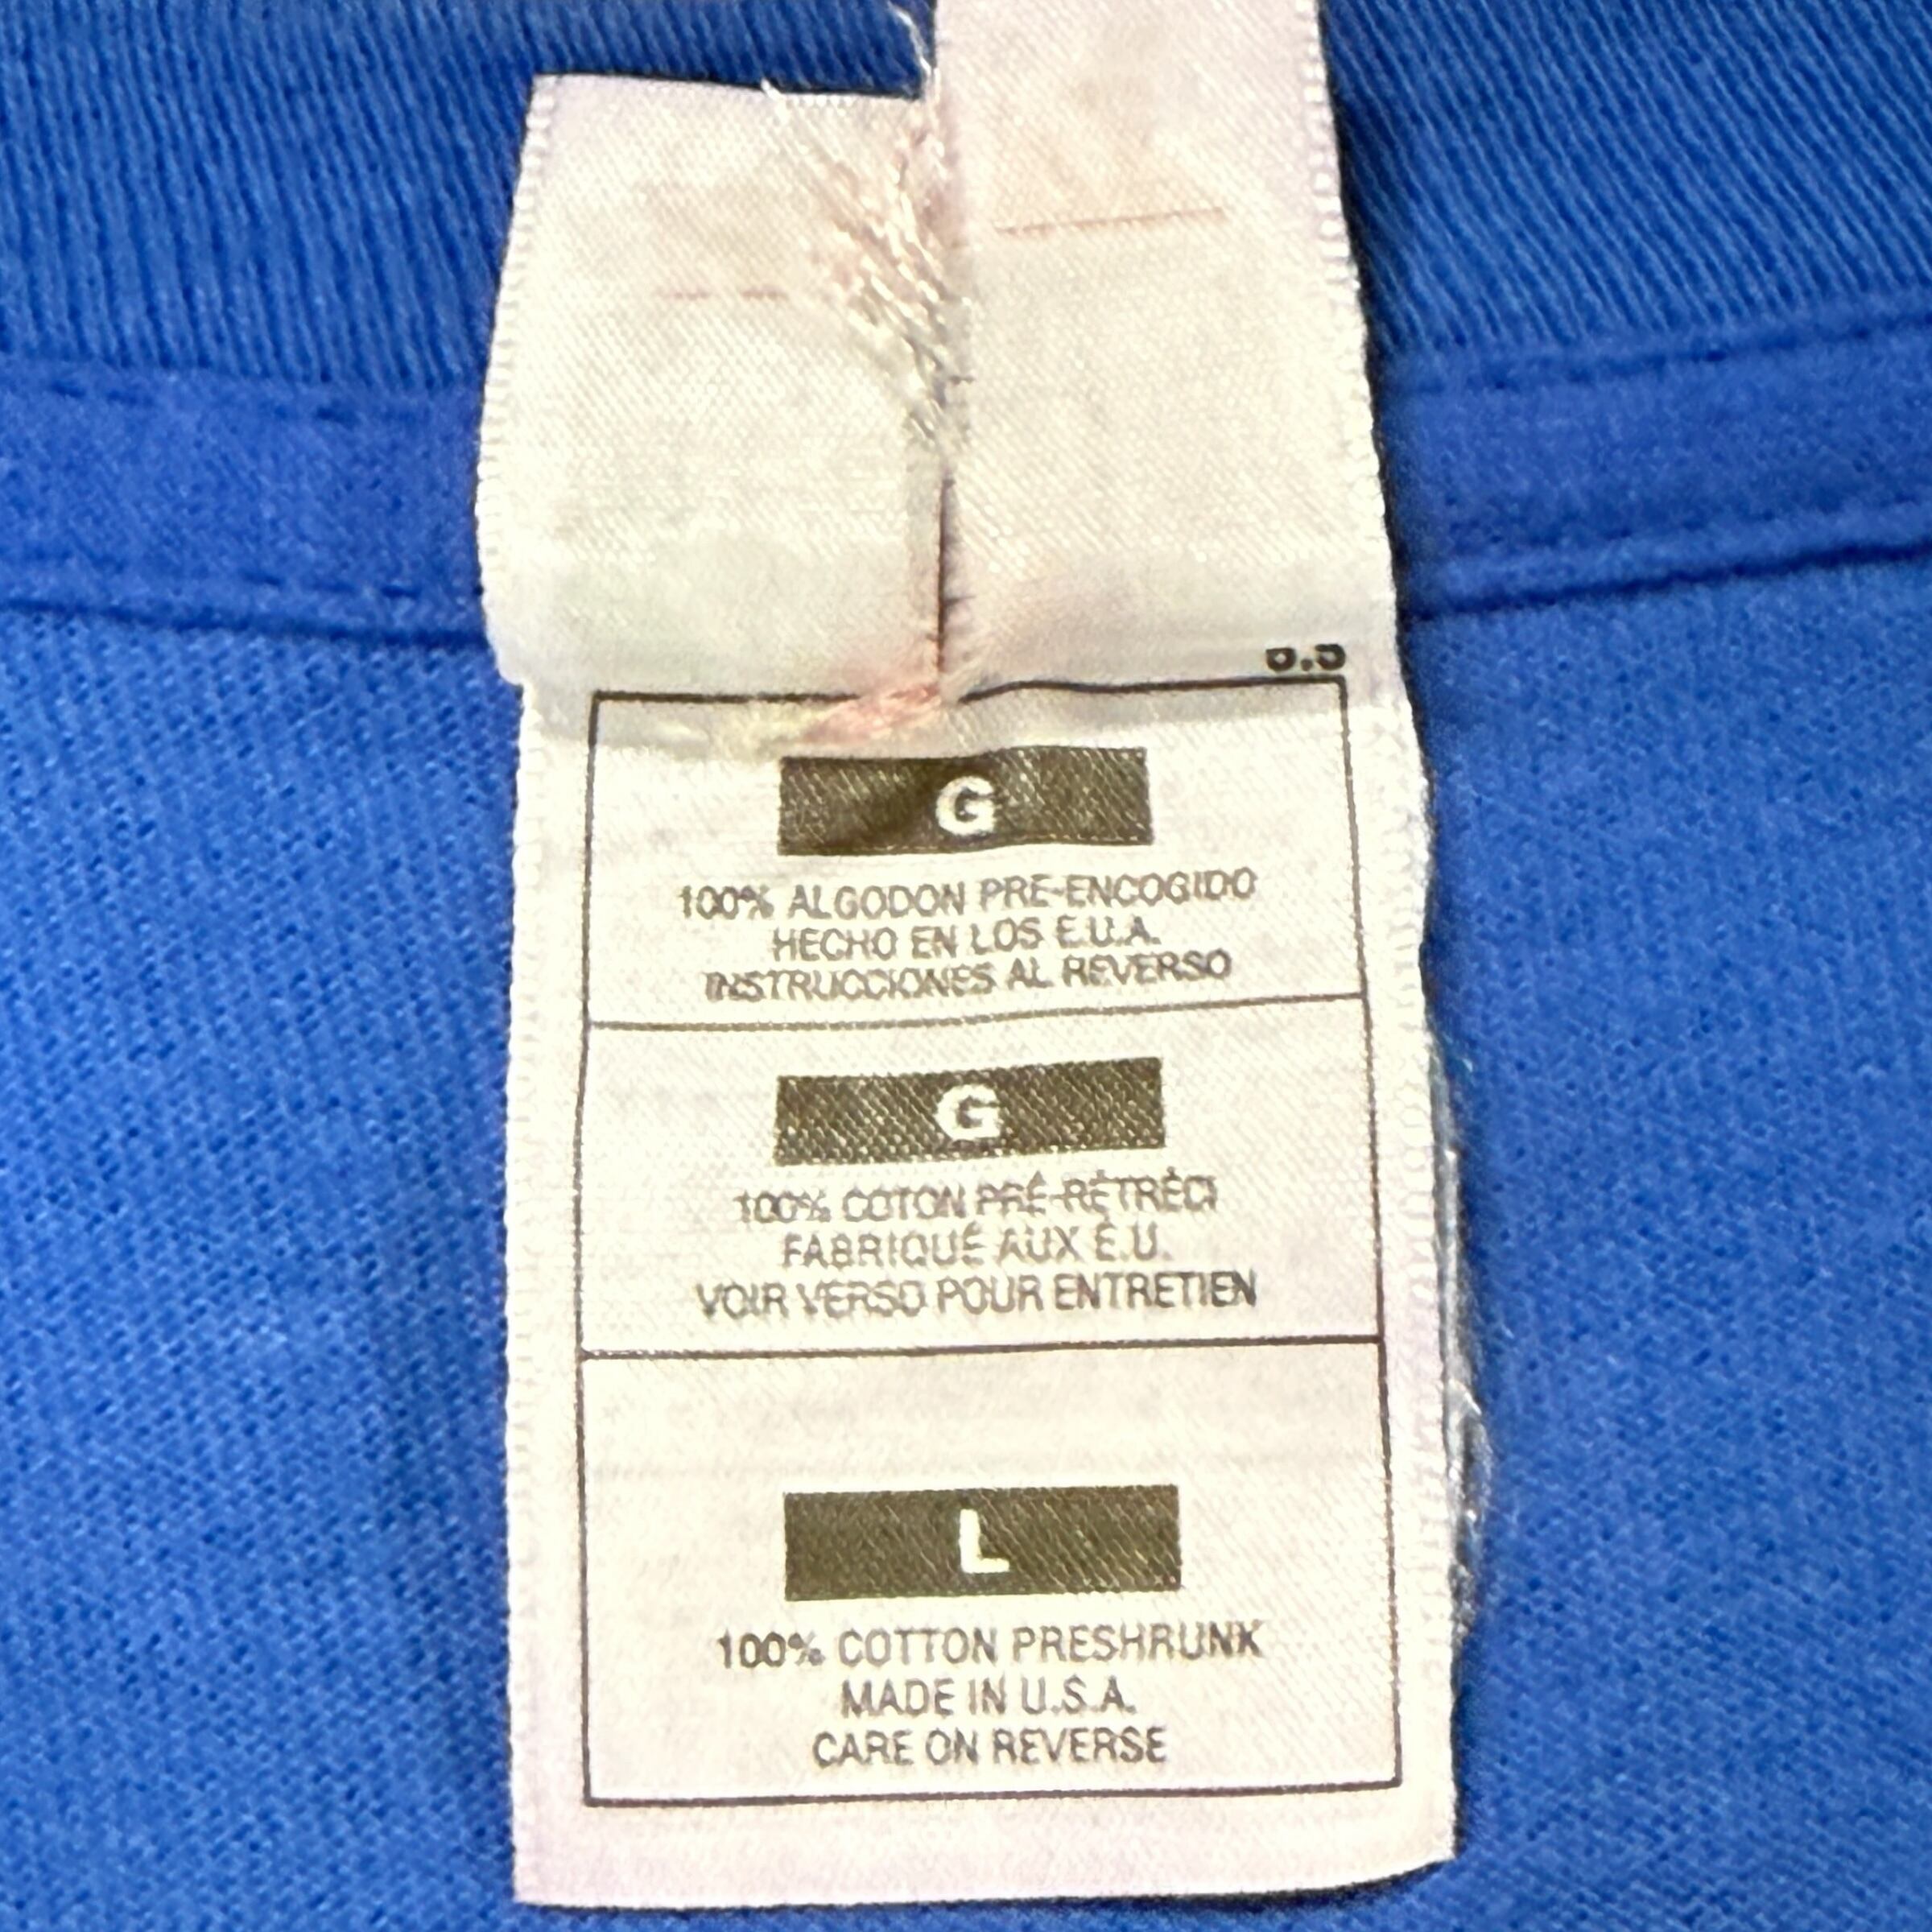 G
100% ALGODON PRE-ENCOGIDO
HECHO EN LOS E.U.A.
INSTRUCCIONES AL REVERSO
G
100% COTON PRÉ-RÉTRÉCI
FABRIQUÉ AUX É.U.
VOIR VERSO POUR ENTRETIEN
L
100% COTTON PRESHRUNK
MADE IN U.S.A.
CARE ON REVERSE